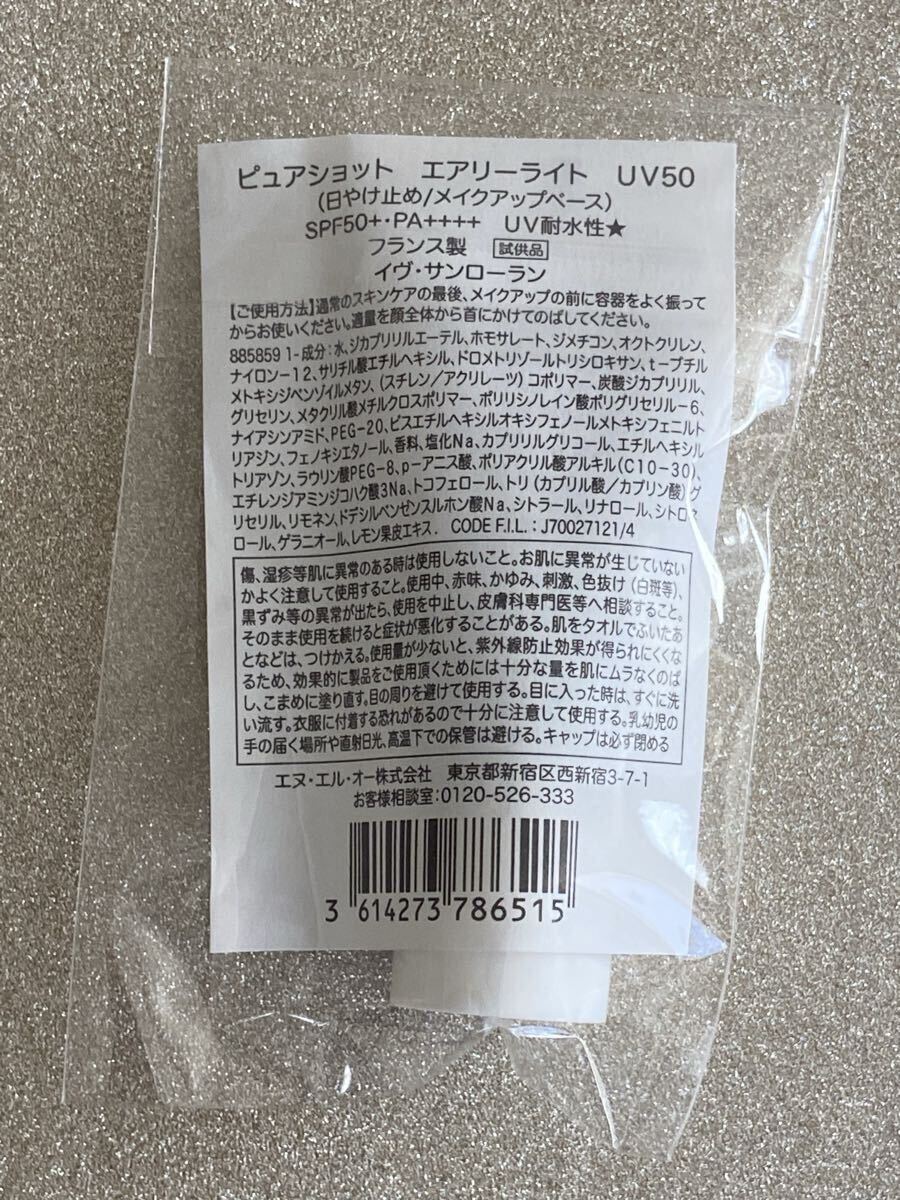 ピュアショット エアリーライト UV50
(日やけ止め/メイクアップベース)
SPF50+・PA++++ UV耐水性★
フランス製 試供品
イヴ・サンローラン
【ご使用方法】通常のスキンケアの最後、メイクアップの前に容器をよく振って
からお使いください。適量を顔全体から首にかけてのばしてください。
885859 1-成分:水、ジカプリリルエーテル、ホモサレート、ジメチコン、オクトクリレン、
ナイロン-12、サリチル酸エチルヘキシル、ドロメトリゾールトリシロキサン、t-ブチル
メトキシジベンゾイルメタン、(スチレン/アクリレーツ)コポリマー、炭酸ジカプリリル、
グリセリン、メタクリル酸メチルクロスポリマー、ポリリシノレイン酸ポリグリセリル-6、
ナイアシンアミド、PEG-20、ビスエチルヘキシルオキシフェノールメトキシフェニルト
リアジン、フェノキシエタノール、香料、塩化Na、カプリリルグリコール、エチルヘキシル
トリアゾン、ラウリン酸PEG-8、p-アニス酸、ポリアクリル酸アルキル(C10-30)、
エチレンジアミンジコハク酸3Na、トコフェロール、トリ(カプリル酸/カプリン酸)グ
リセリル、リモネン、ドデシルベンゼンスルホン酸Na、シトラール、リナロール、シトロネ
ロール、ゲラニオール、レモン果皮エキス. CODE F.I.L.:J70027121/4
傷、湿疹等肌に異常のある時は使用しないこと。お肌に異常が生じていない
かよく注意して使用すること。使用中、赤味、かゆみ、刺激、色抜け(白斑等)、
黒ずみ等の異常が出たら、使用を中止し、皮膚科専門医等へ相談すること。
そのまま使用を続けると症状が悪化することがある。肌をタオルでふいたあ
となどは、つけかえる。使用量が少ないと、紫外線防止効果が得られにくくな
るため、効果的に製品をご使用頂くためには十分な量を肌にムラなくのば
し、こまめに塗り直す。目の周りを避けて使用する。目に入った時は、すぐに洗
い流す。衣服に付着する恐れがあるので十分に注意して使用する。乳幼児の
手の届く場所や直射日光、高温下での保管は避ける。キャップは必ず閉める
エヌ・エル・オー株式会社 東京都新宿区西新宿3-7-1
お客様相談室:0120-526-333
3 614273 786515